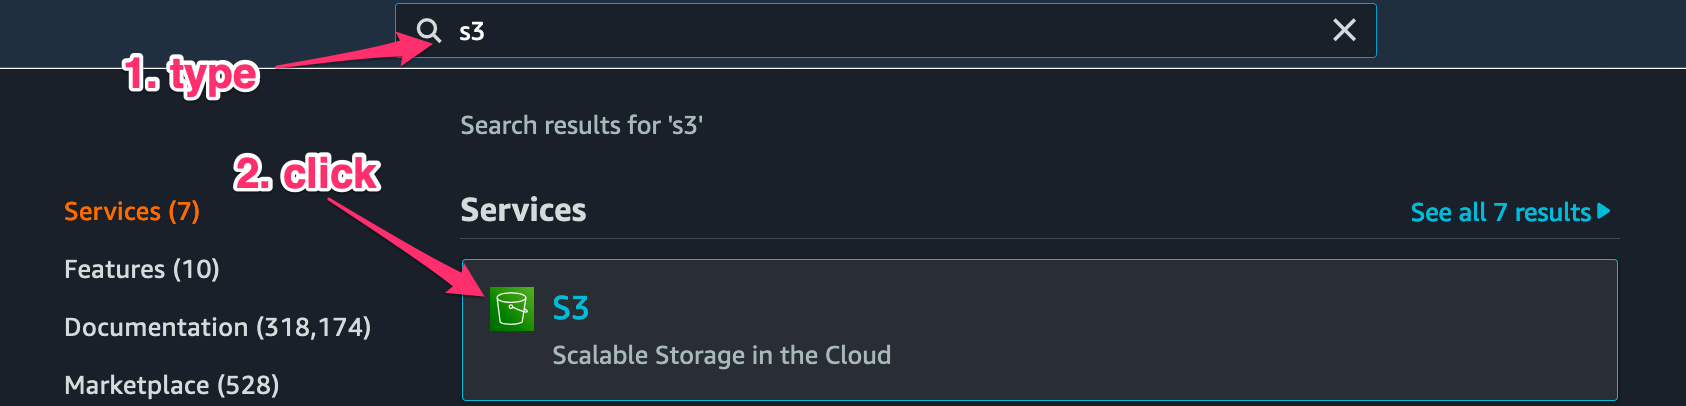 s3
1. type
Search results for 's3'
2. click
Services (7)
Features (10)
Documentation (318,174)
Marketplace (528)
Services
See all 7 results
S3
Scalable Storage in the Cloud